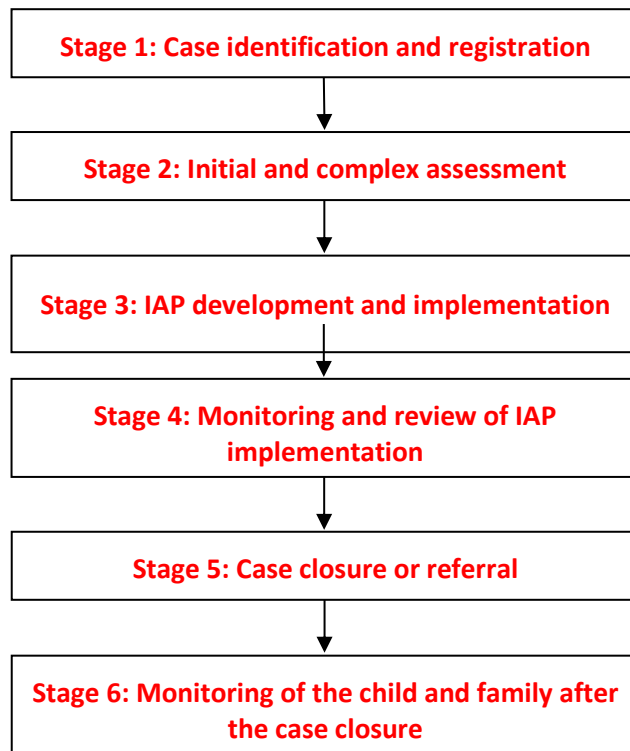 Stage 1: Case identification and registration
Stage 2: Initial and complex assessment
Stage 3: IAP development and implementation
Stage 4: Monitoring and review of IAP
implementation
Stage 5: Case closure or referral
Stage 6: Monitoring of the child and family after
the case closure